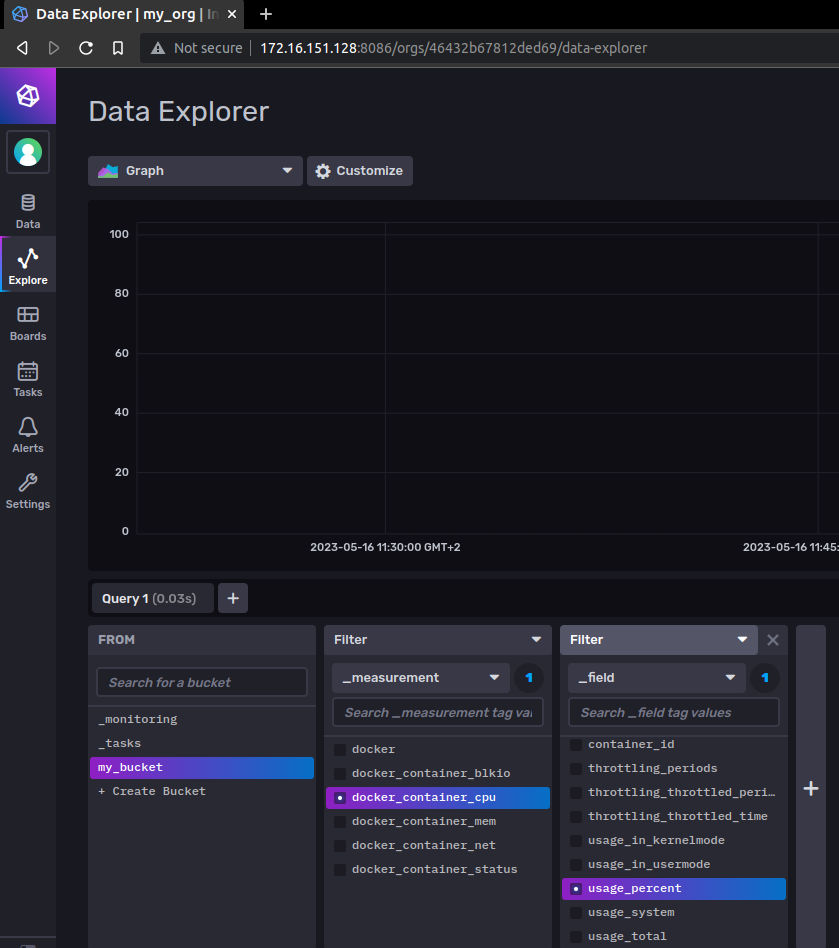 Data Explorer | my_org | In
Not secure | 172.16.151.128:8086/orgs/46432b67812ded69/data-explorer
Data Explorer
Graph
Customize
Data
Explore
Boards
Tasks
Alerts
Settings
100
80
60
40
20
0
2023-05-16 11:30:00 GMT+2
2023-05-16 11:45:
Query 1 (0.03s)
+
FROM
Search for a bucket
_monitoring
_tasks
my_bucket
+ Create Bucket
Filter
_measurement
1
Search _measurement tag va
docker
docker_container_blkio
docker_container_cpu
docker_container_mem
docker_container_net
docker_container_status
Filter
_field
1
Search _field tag values
container_id
throttling_periods
throttling_throttled_peri…
throttling_throttled_time
usage_in_kernelmode
usage_in_usermode
usage_percent
usage_system
usage_total
+